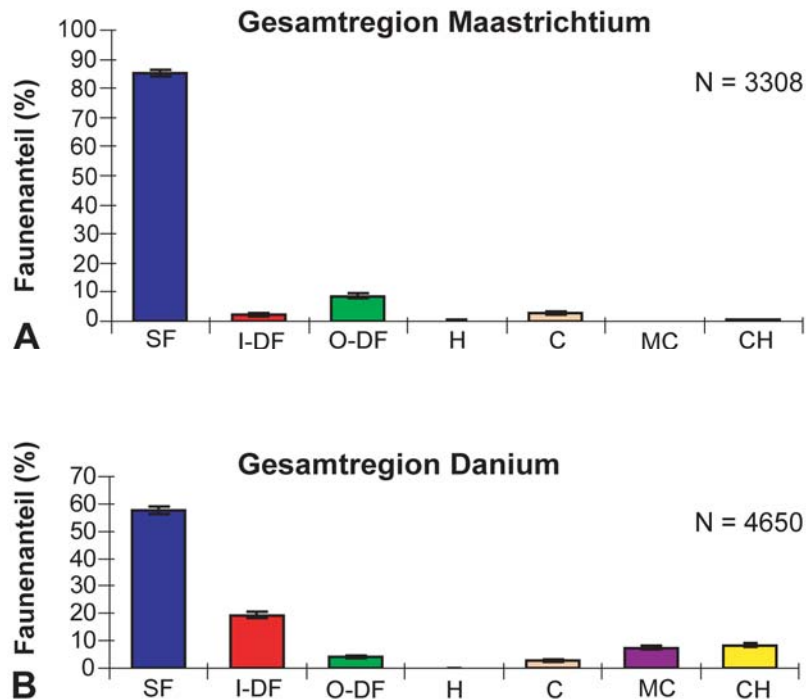 Gesamtregion Maastrichtium
N = 3308
Faunenanteil (%)
100
90
80
70
60
50
40
30
20
10
0
A
SF I-DF O-DF H C MC CH
Gesamtregion Danium
N = 4650
Faunenanteil (%)
70
60
50
40
30
20
10
0
B
SF I-DF O-DF H C MC CH